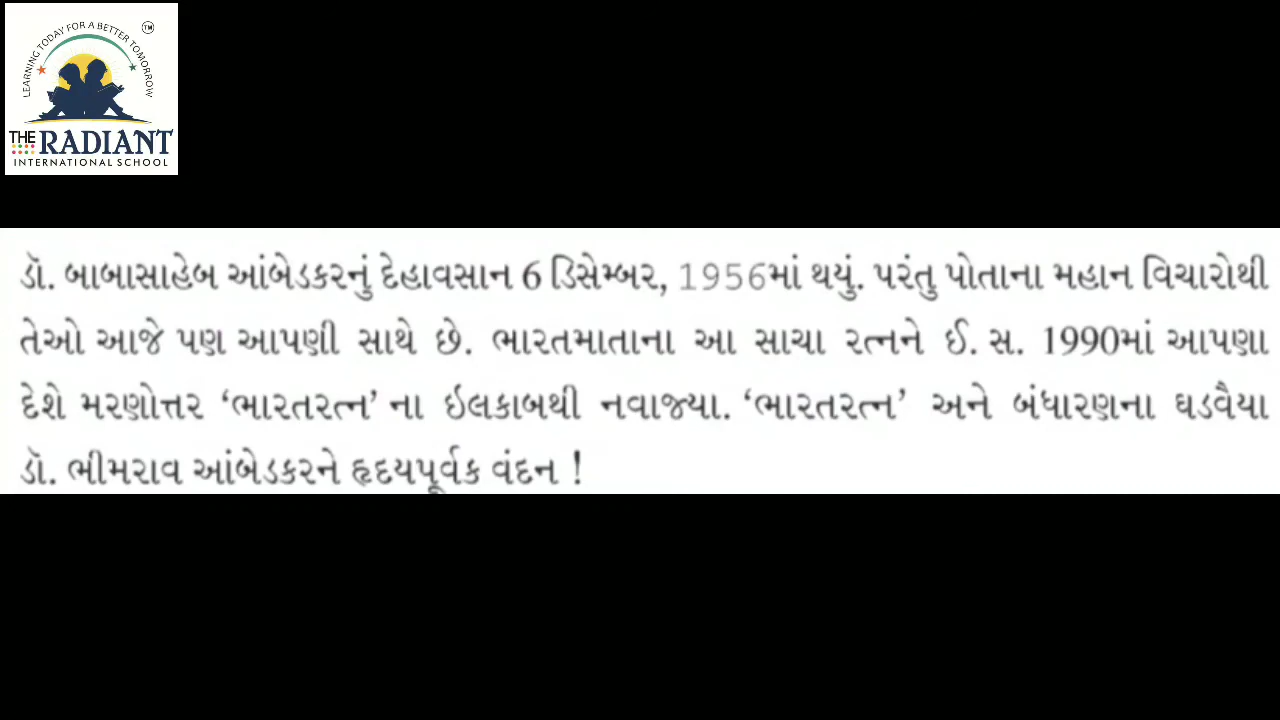 LEARNING TODAY FOR A BETTER TOMORROW
TM
THE RADIANT
INTERNATIONAL SCHOOL
ડૉ. બાબાસાહેબ આંબેડકરનું દેહાવસાન 6 ડિસેમ્બર, 1956માં થયું. પરંતુ પોતાના મહાન વિચારોથી
તેઓ આજે પણ આપણી સાથે છે. ભારતમાતાના આ સાચા રત્નને ઈ. સ. 1990માં આપણા
દેશે મરણોત્તર ‘ભારતરત્ન’ ના ઇલકાબથી નવાજ્યા. ‘ભારતરત્ન’ અને બંધારણના ઘડવૈયા
ડૉ. ભીમરાવ આંબેડકરને હૃદયપૂર્વક વંદન !